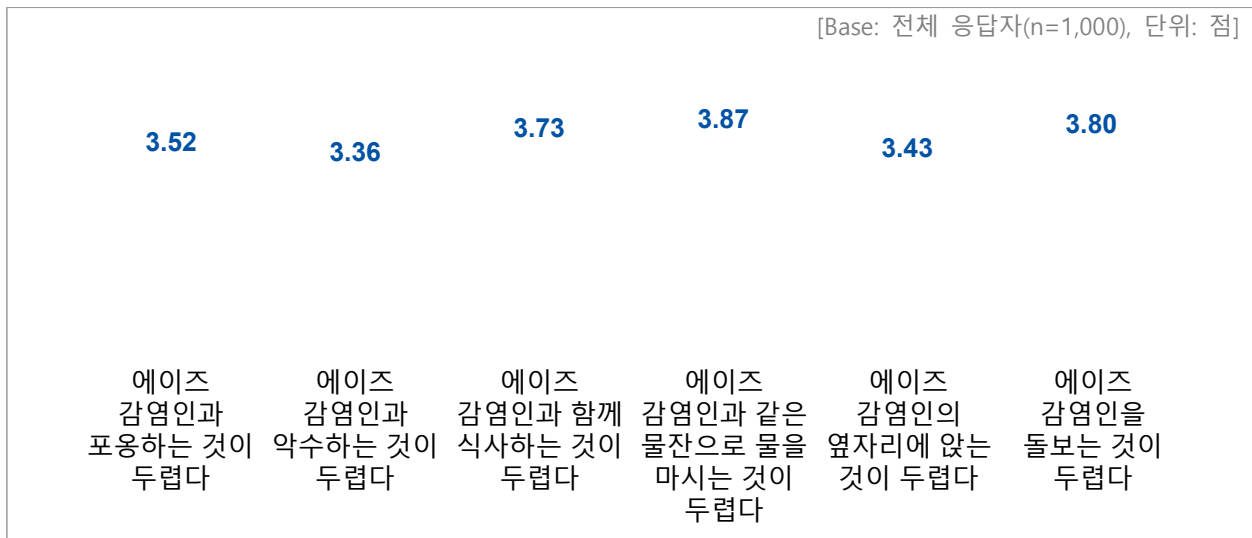 [Base: 전체 응답자(n=1,000), 단위: 점]
3.52
3.36
3.73
3.87
3.43
3.80
에이즈
감염인과
포옹하는 것이
두렵다
에이즈
감염인과
악수하는 것이
두렵다
에이즈
감염인과 함께
식사하는 것이
두렵다
에이즈
감염인과 같은
물잔으로 물을
마시는 것이
두렵다
에이즈
감염인의
옆자리에 앉는
것이 두렵다
에이즈
감염인을
돌보는 것이
두렵다